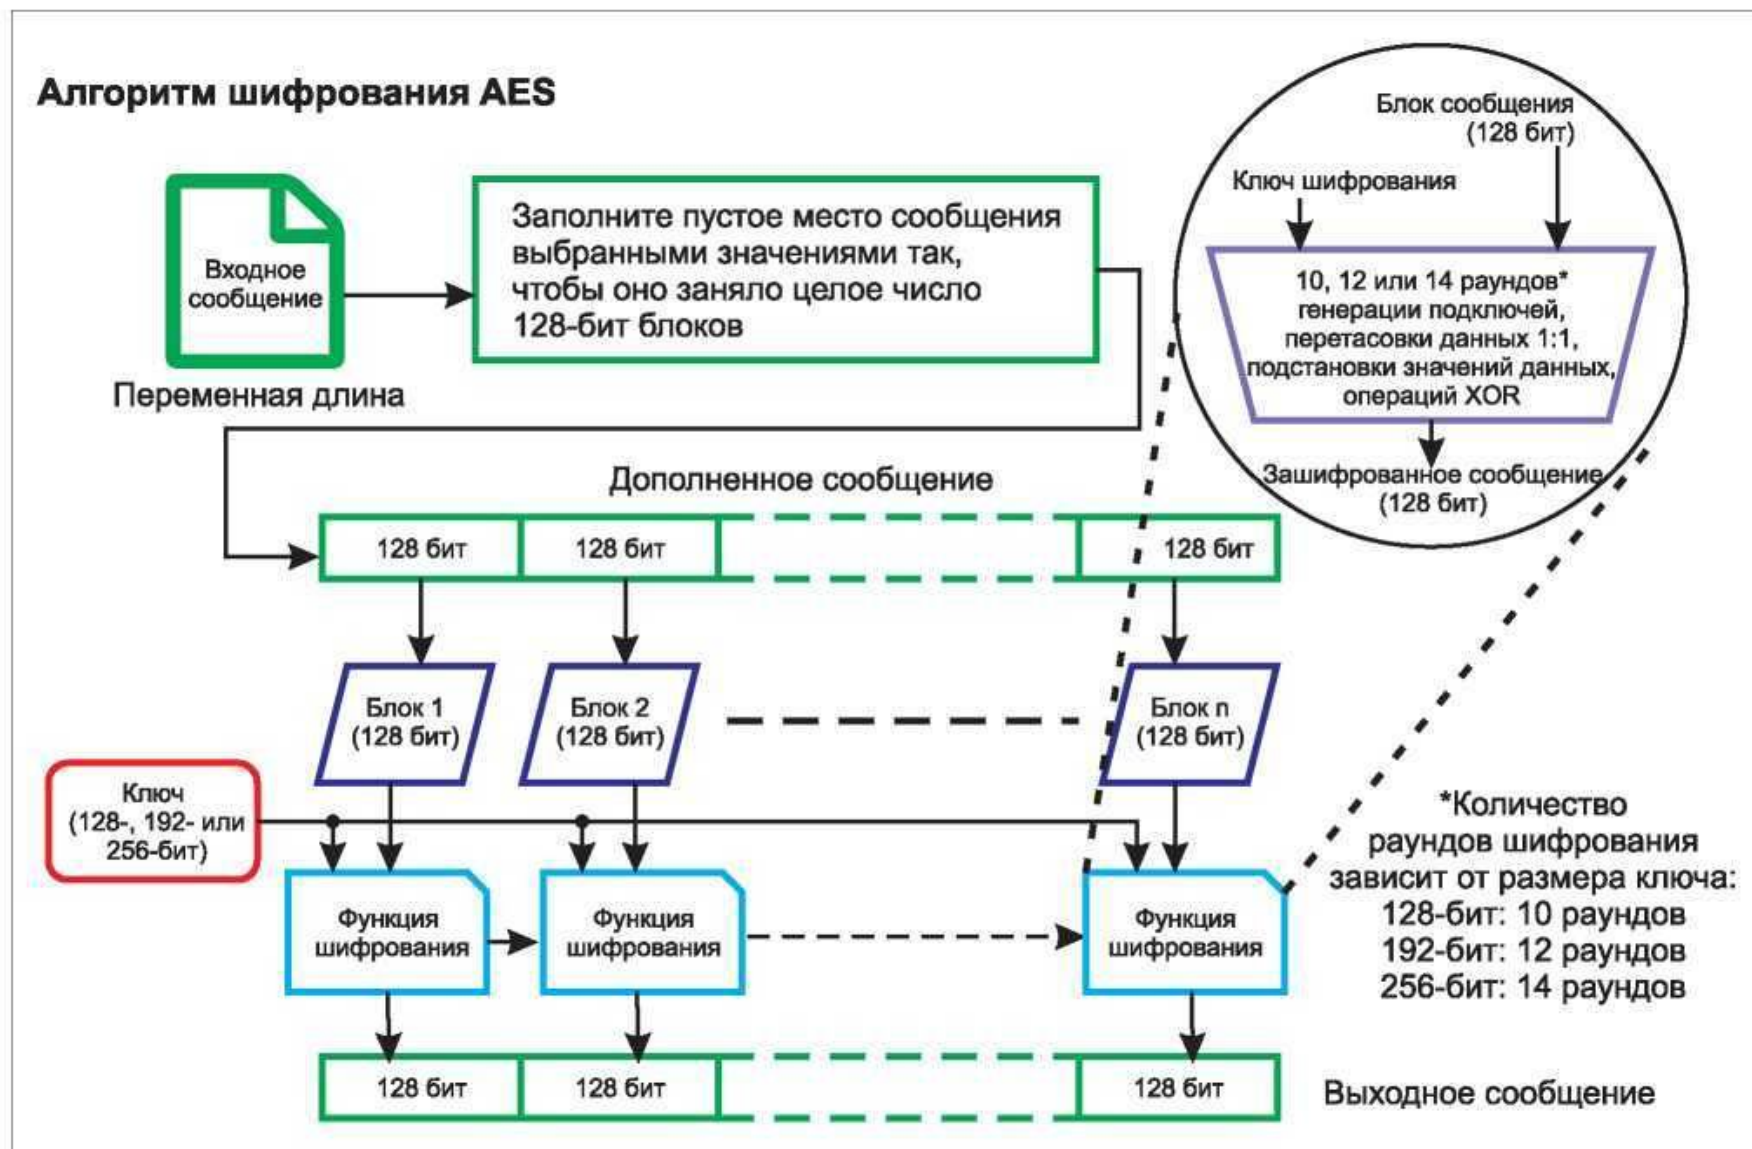 Алгоритм шифрования AES
Входное
сообщение
Переменная длина
Заполните пустое место сообщения
выбранными значениями так,
чтобы оно заняло целое число
128-бит блоков
Блок сообщения
(128 бит)
Ключ шифрования
10, 12 или 14 раундов*
генерации подключей,
перетасовки данных 1:1,
подстановки значений данных,
операций XOR
Зашифрованное сообщение
(128 бит)
Дополненное сообщение
128 бит
128 бит
128 бит
Блок 1
(128 бит)
Блок 2
(128 бит)
Блок n
(128 бит)
Ключ
(128-, 192- или
256-бит)
Функция
шифрования
Функция
шифрования
Функция
шифрования
*Количество
раундов шифрования
зависит от размера ключа:
128-бит: 10 раундов
192-бит: 12 раундов
256-бит: 14 раундов
128 бит
128 бит
128 бит
Выходное сообщение